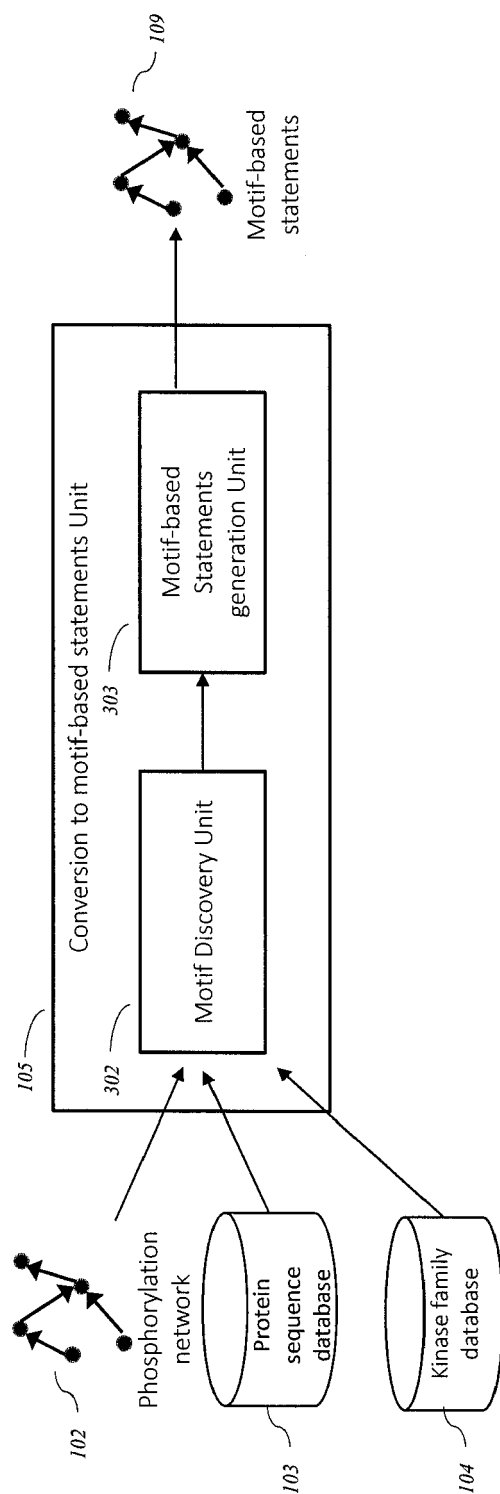 102
Phosphorylation
network
103
Protein
sequence
database
104
Kinase family
database
105
Conversion to motif-based statements Unit
302
Motif Discovery Unit
303
Motif-based
Statements
generation Unit
109
Motif-based
statements